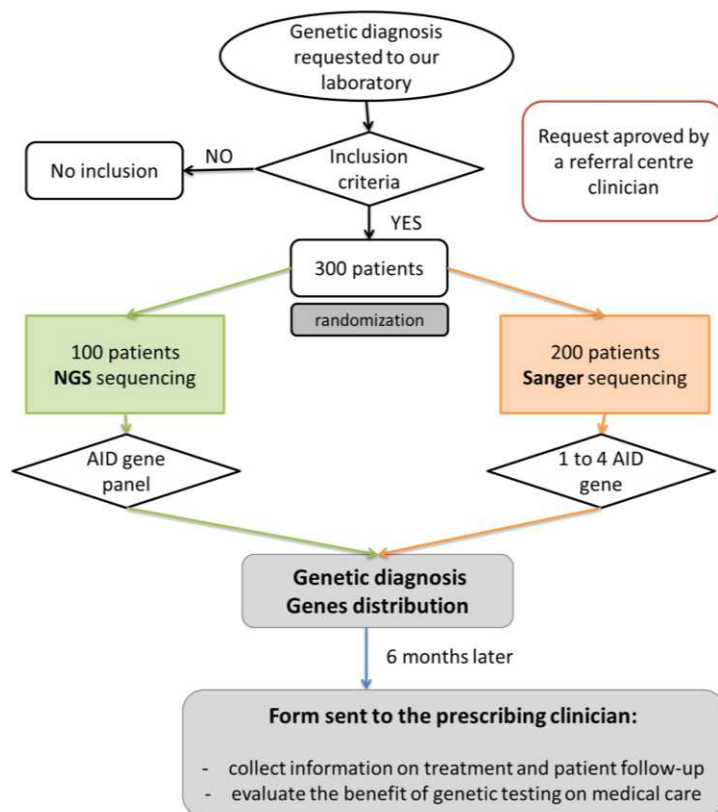 Genetic diagnosis
requested to our
laboratory
Request aproved by
a referral centre
clinician
No inclusion
NO
Inclusion
criteria
YES
300 patients
randomization
100 patients
NGS sequencing
200 patients
Sanger sequencing
AID gene
panel
1 to 4 AID
gene
Genetic diagnosis
Genes distribution
6 months later
Form sent to the prescribing clinician:
- collect information on treatment and patient follow-up
- evaluate the benefit of genetic testing on medical care